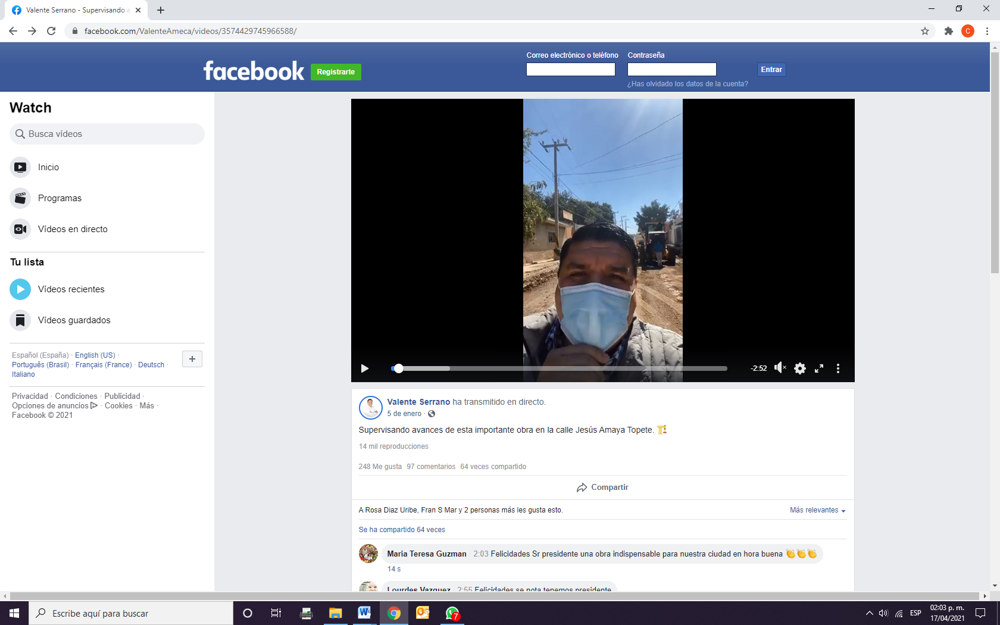 Valente Serrano - Supervisando a
facebook.com/ValenteAmeca/videos/3574429745966588/
C
facebook
Registrarte
Correo electrónico o teléfono
Contraseña
Entrar
¿Has olvidado los datos de la cuenta?
Watch
Busca vídeos
Inicio
Programas
Vídeos en directo
Tu lista
Vídeos recientes
Vídeos guardados
Español (España) · English (US) ·
Português (Brasil) · Français (France) · Deutsch ·
Italiano
Privacidad · Condiciones · Publicidad ·
Opciones de anuncios · Cookies · Más ·
Facebook © 2021
-2:52
Valente Serrano ha transmitido en directo.
5 de enero ·
Supervisando avances de esta importante obra en la calle Jesús Amaya Topete.
14 mil reproducciones
248 Me gusta 97 comentarios 64 veces compartido
Compartir
A Rosa Diaz Uribe, Fran S Mar y 2 personas más les gusta esto.
Más relevantes
Se ha compartido 64 veces
Maria Teresa Guzman · 2:03 Felicidades Sr presidente una obra indispensable para nuestra ciudad en hora buena
14 s
Lourdes Vazquez · 2:55 Felicidades se nota tenemos presidente
Escribe aquí para buscar
7
ESP
02:03 p. m.
17/04/2021